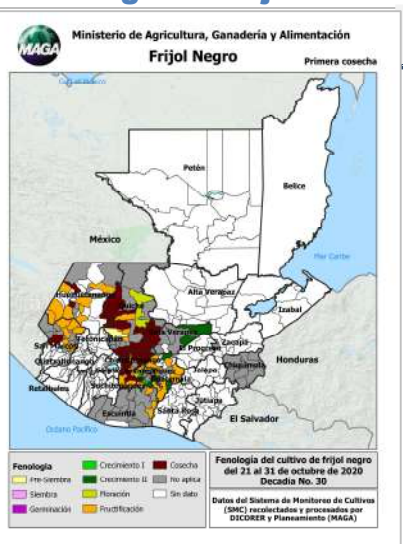 MAGA
Ministerio de Agricultura, Ganadería y Alimentación
Frijol Negro
Primera cosecha
Petén
Belice
México
Mar Caribe
Alta Verapaz
Izabal
Huehuetenango
Zacapa
El Progreso
Honduras
Chiquimula
Totonicapán
San Marcos
Quetzaltenango
Jalapa
Retalhuleu
Suchitepéquez
Guatemala
Jutiapa
Santa Rosa
Escuintla
El Salvador
Océano Pacífico
Fenología
Pre-Siembra
Siembra
Germinación
Crecimiento I
Crecimiento II
Floración
Fructificación
Cosecha
No aplica
Sin dato
Fenología del cultivo de frijol negro
del 21 al 31 de octubre de 2020
Decadia No. 30
Datos del Sistema de Monitoreo de Cultivos
(SMC) recolectados y procesados por
DICORER y Planeamiento (MAGA)